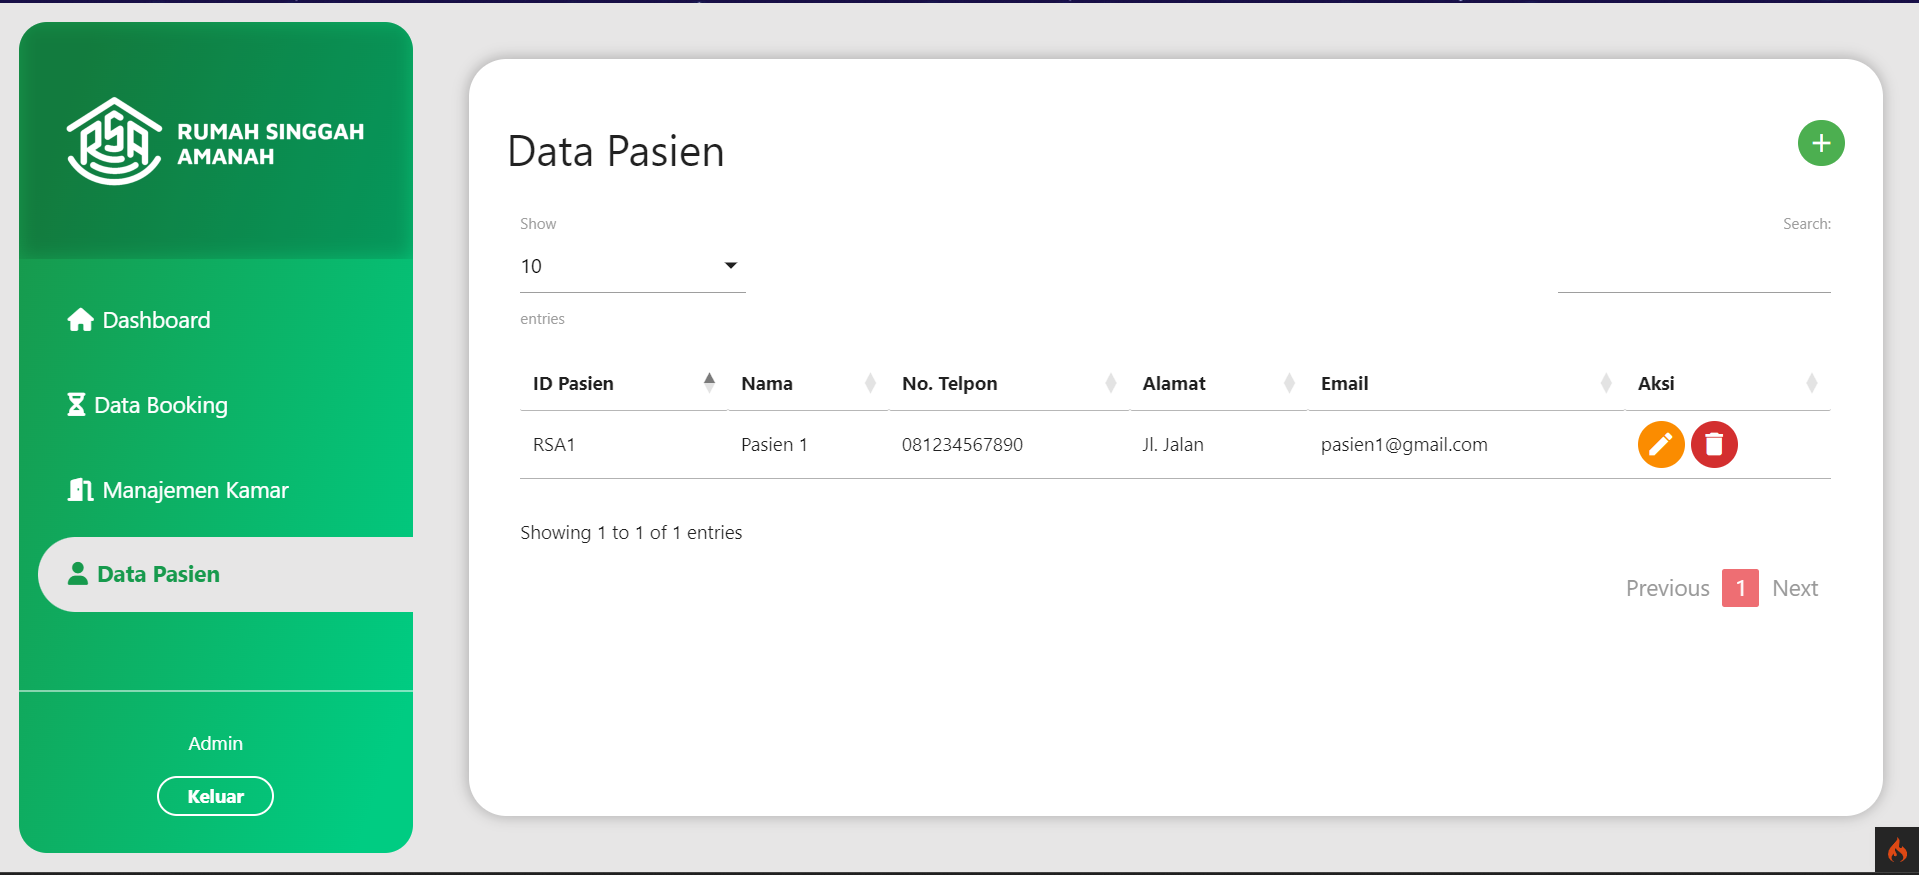 RSA
RUMAH SINGGAH
AMANAH
Dashboard
Data Booking
Manajemen Kamar
Data Pasien
Admin
Keluar
Data Pasien
Show
Search:
10
entries
ID Pasien Nama No. Telpon Alamat Email Aksi
RSA1 Pasien 1 081234567890 Jl. Jalan pasien1@gmail.com
Showing 1 to 1 of 1 entries
Previous 1 Next